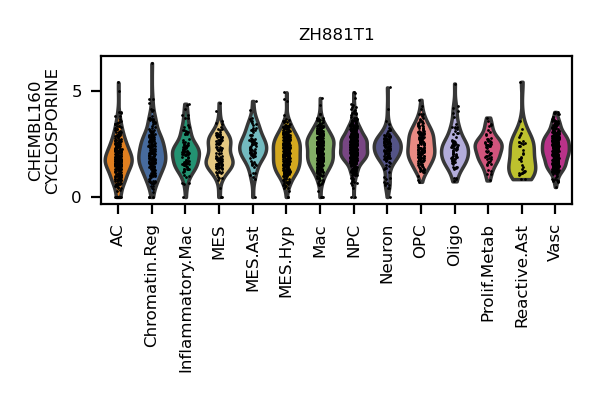 ZH881T1
CHEMBL160
CYCLOSPORINE
5
0
AC
Chromatin.Reg
Inflammatory.Mac
MES
MES.Ast
MES.Hyp
Mac
NPC
Neuron
OPC
Oligo
Prolif.Metab
Reactive.Ast
Vasc